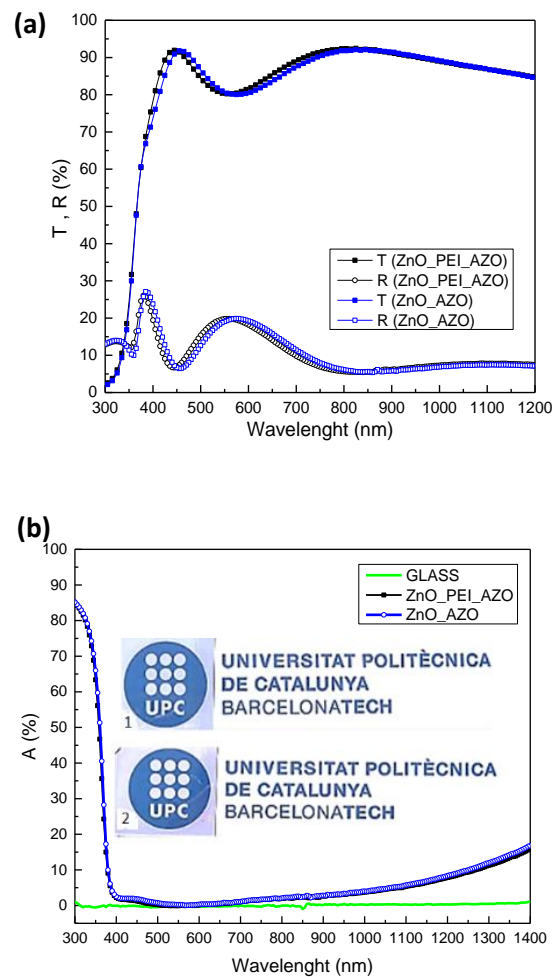 (a)
T , R (%)
100
90
80
70
60
50
40
30
20
10
0
T (ZnO_PEI_AZO)
R (ZnO_PEI_AZO)
T (ZnO_AZO)
R (ZnO_AZO)
300 400 500 600 700 800 900 1000 1100 1200
Wavelenght (nm)
(b)
A (%)
100
90
80
70
60
50
40
30
20
10
0
GLASS
ZnO_PEI_AZO
ZnO_AZO
UPC
1
UNIVERSITAT POLITÈCNICA
DE CATALUNYA
BARCELONATECH
UPC
2
UNIVERSITAT POLITÈCNICA
DE CATALUNYA
BARCELONATECH
300 400 500 600 700 800 900 1000 1100 1200 1300 1400
Wavelenght (nm)